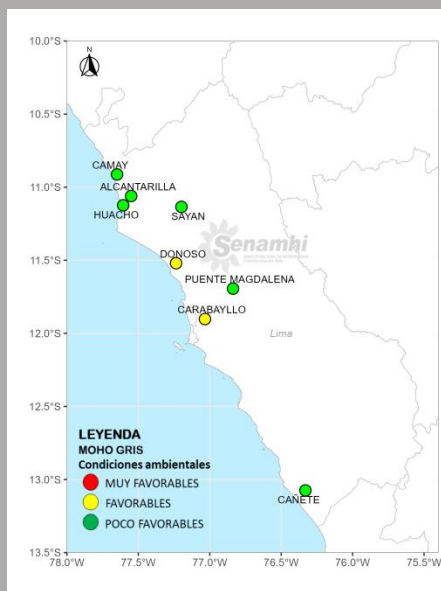 10.0°S
N
10.5°S
CAMAY
11.0°S
ALCANTARILLA
HUACHO
SAYAN
Senamhi
11.5°S
DONOSO
PUENTE MAGDALENA
CARABAYLLO
12.0°S
Lima
12.5°S
LEYENDA
MOHO GRIS
Condiciones ambientales
13.0°S
MUY FAVORABLES
CAÑETE
FAVORABLES
POCO FAVORABLES
13.5°S
78.0°W 77.5°W 77.0°W 76.5°W 76.0°W 75.5°W